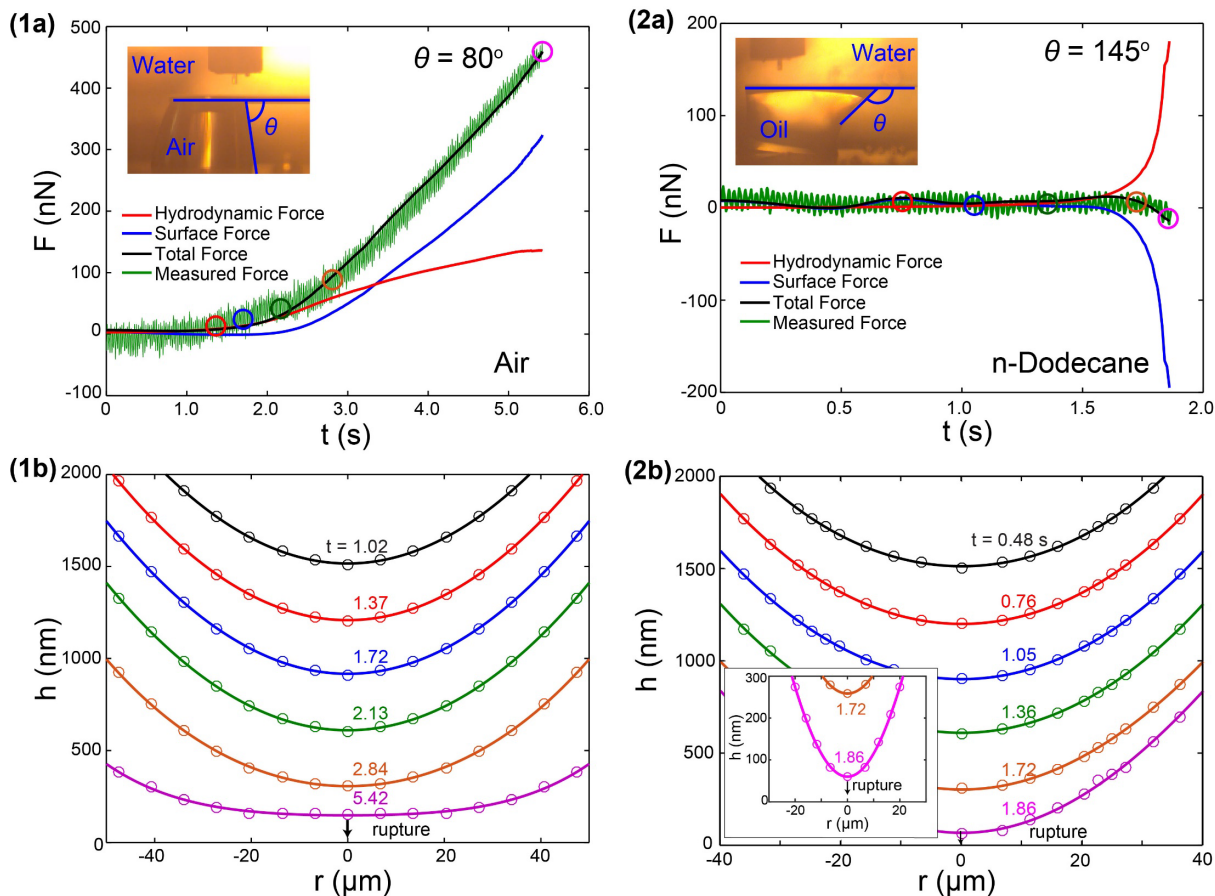 (1a)
500
400
300
200
100
0
-100
F (nN)
Water
Air
θ
θ = 80°
Hydrodynamic Force
Surface Force
Total Force
Measured Force
Air
0 1.0 2.0 3.0 4.0 5.0 6.0
t (s)
(2a)
200
100
0
-100
-200
F (nN)
Water
Oil
θ
θ = 145°
Hydrodynamic Force
Surface Force
Total Force
Measured Force
n-Dodecane
0 0.5 1.0 1.5 2.0
t (s)
(1b)
2000
1500
1000
500
0
h (nm)
t = 1.02
1.37
1.72
2.13
2.84
5.42
rupture
-40 -20 0 20 40
r (µm)
(2b)
2000
1500
1000
500
0
h (nm)
t = 0.48 s
0.76
1.05
1.36
1.72
1.86
rupture
300
200
100
0
h (nm)
1.72
1.86
rupture
-20 0 20
r (µm)
-40 -20 0 20 40
r (µm)